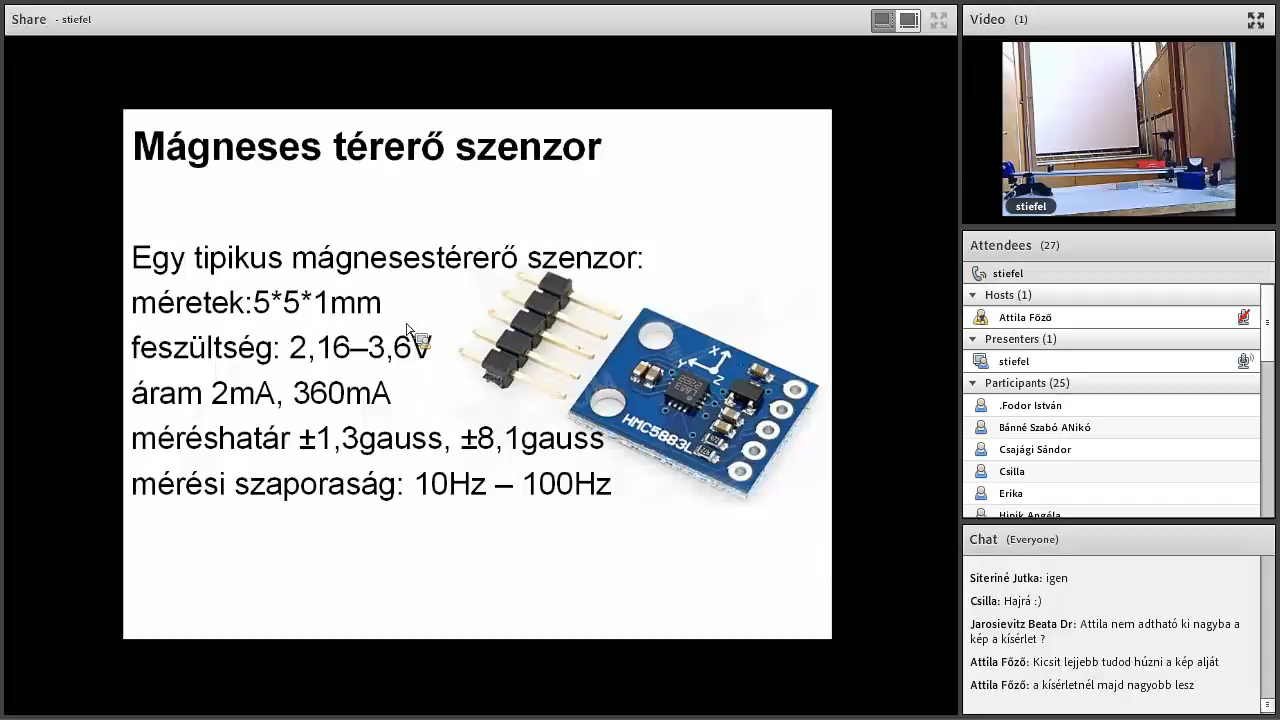 Share - stiefel
Mágneses térerő szenzor
Egy tipikus mágnesestérerő szenzor:
méretek:5*5*1mm
feszültség: 2,16–3,6V
áram 2mA, 360mA
méréshatár ±1,3gauss, ±8,1gauss
mérési szaporaság: 10Hz – 100Hz
X
Y
Z
HMC5883L
Video (1)
stiefel
Attendees (27)
stiefel
Hosts (1)
Attila Főző
Presenters (1)
stiefel
Participants (25)
.Fodor István
Bánné Szabó ANikó
Csajági Sándor
Csilla
Erika
Hipik Angéla
Chat (Everyone)
Siteriné Jutka: igen
Csilla: Hajrá :)
Jarosievitz Beata Dr: Attila nem adtható ki nagyba a
kép a kísérlet ?
Attila Főző: Kicsit lejjebb tudod húzni a kép alját
Attila Főző: a kísérletnél majd nagyobb lesz